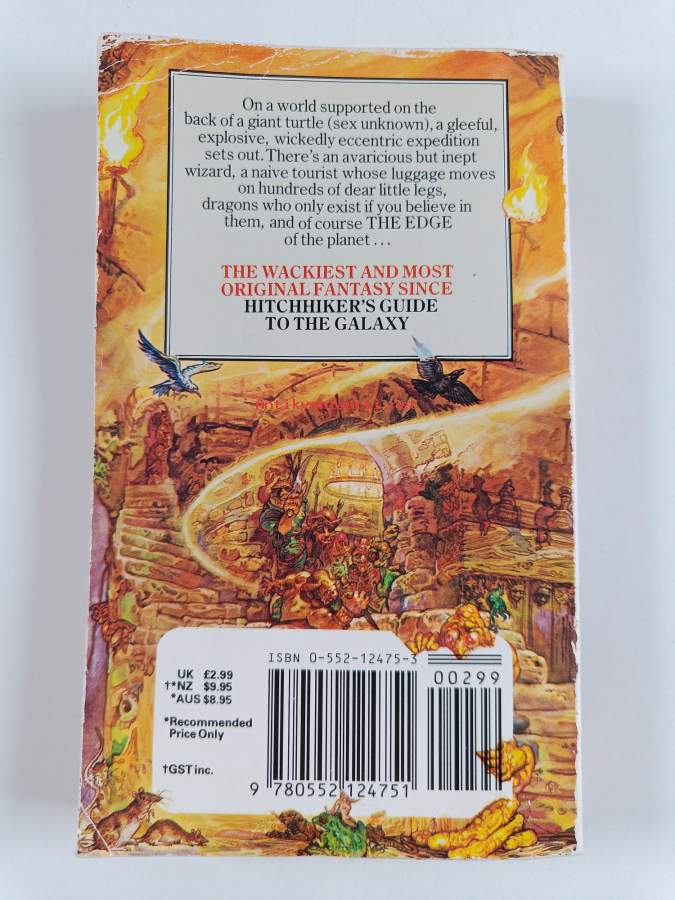 On a world supported on the
back of a giant turtle (sex unknown), a gleeful,
explosive, wickedly eccentric expedition
sets out. There's an avaricious but inept
wizard, a naive tourist whose luggage moves
on hundreds of dear little legs,
dragons who only exist if you believe in
them, and of course THE EDGE
of the planet ...
THE WACKIEST AND MOST
ORIGINAL FANTASY SINCE
HITCHHIKER'S GUIDE
TO THE GALAXY
ISBN 0-552-12475-3
UK £2.99
†*NZ $9.95
*AUS $8.95
*Recommended
Price Only
†GST inc.
00299
9 780552 124751